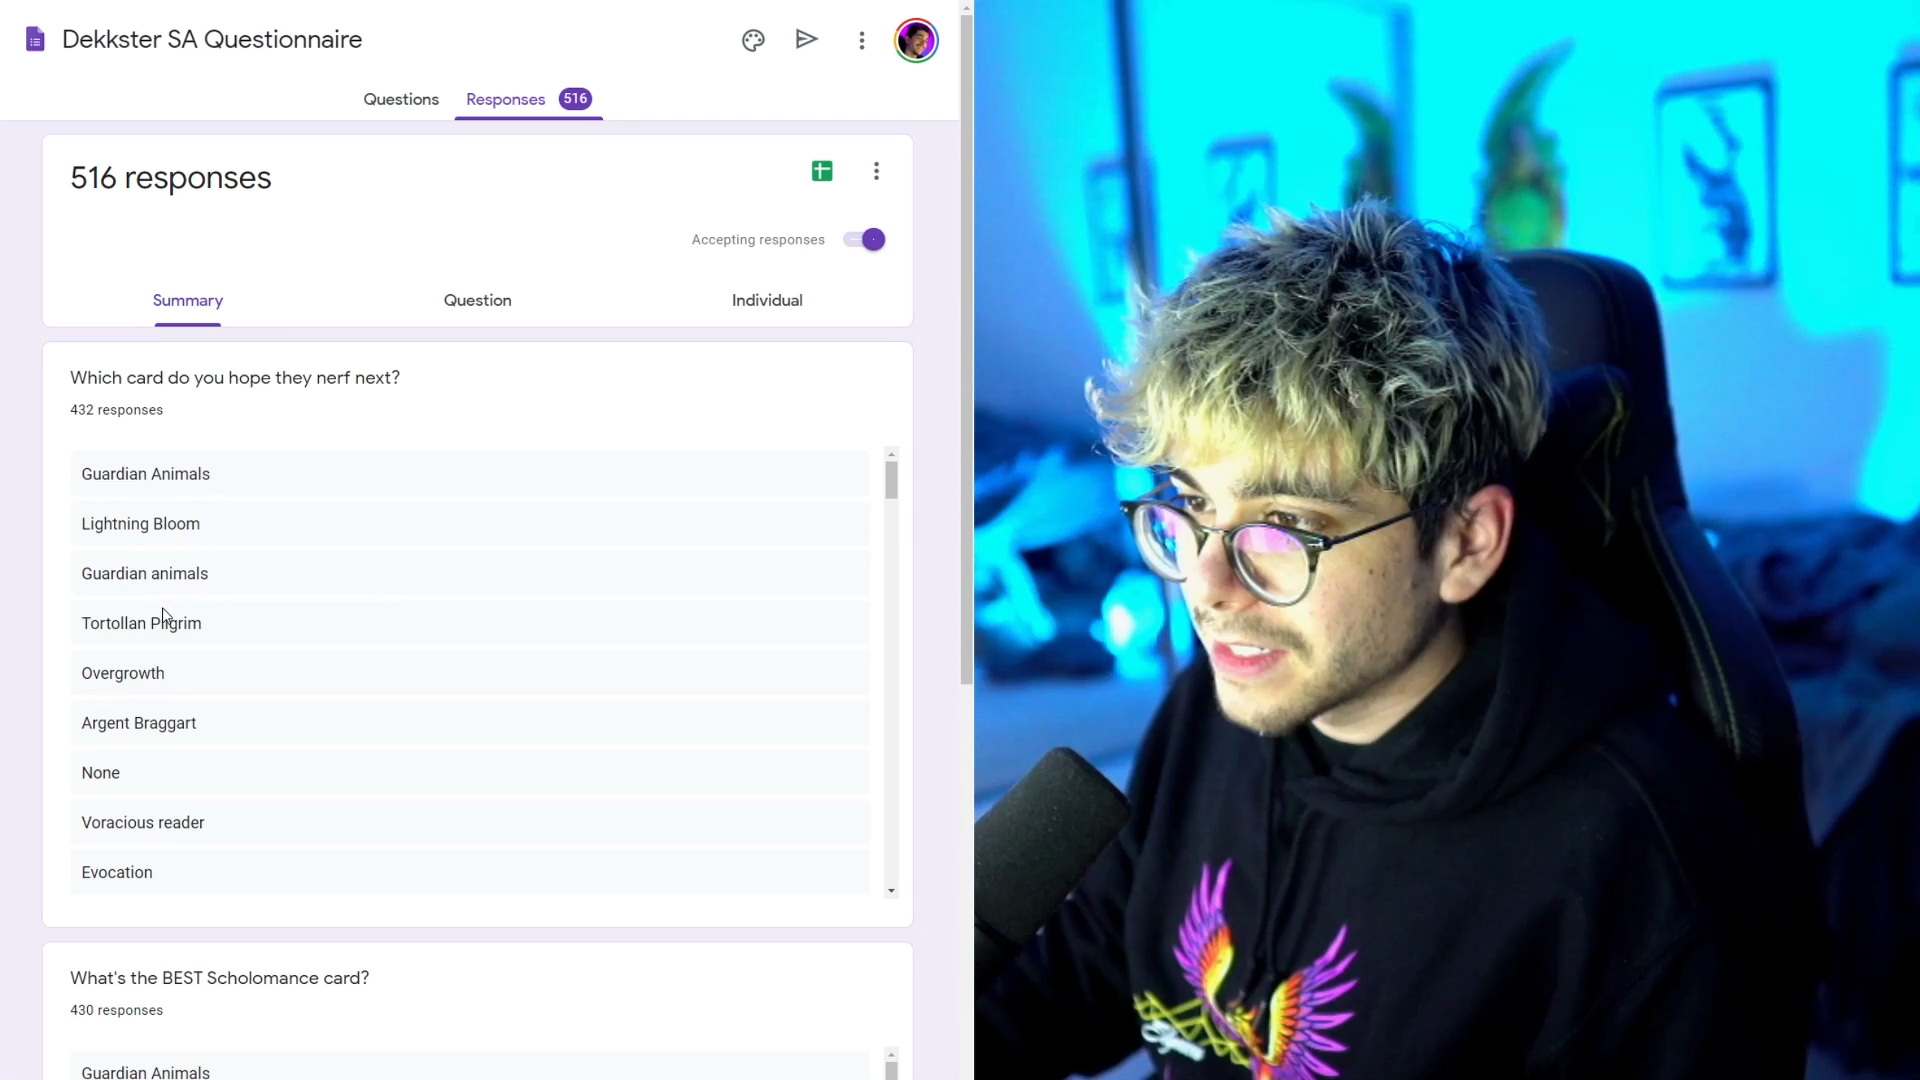 Dekkster SA Questionnaire
Questions
Responses 516
516 responses
Accepting responses
Summary
Question
Individual
Which card do you hope they nerf next?
432 responses
Guardian Animals
Lightning Bloom
Guardian animals
Tortollan Pilgrim
Overgrowth
Argent Braggart
None
Voracious reader
Evocation
What's the BEST Scholomance card?
430 responses
Guardian Animals